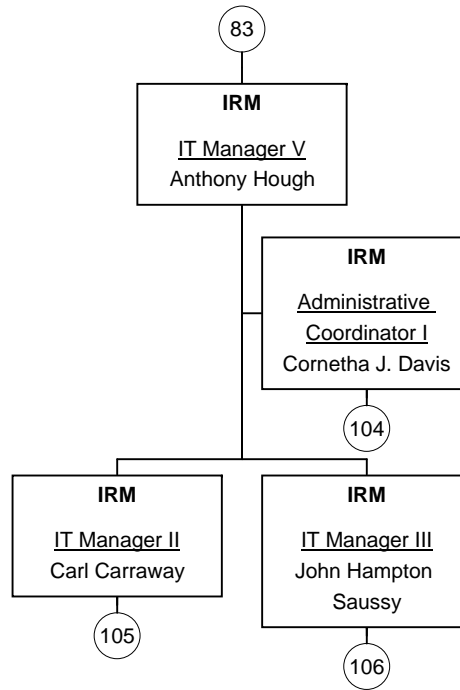 83
IRM
IT Manager V
Anthony Hough
IRM
Administrative
Coordinator I
Cornetha J. Davis
104
IRM
IT Manager II
Carl Carraway
105
IRM
IT Manager III
John Hampton
Saussy
106